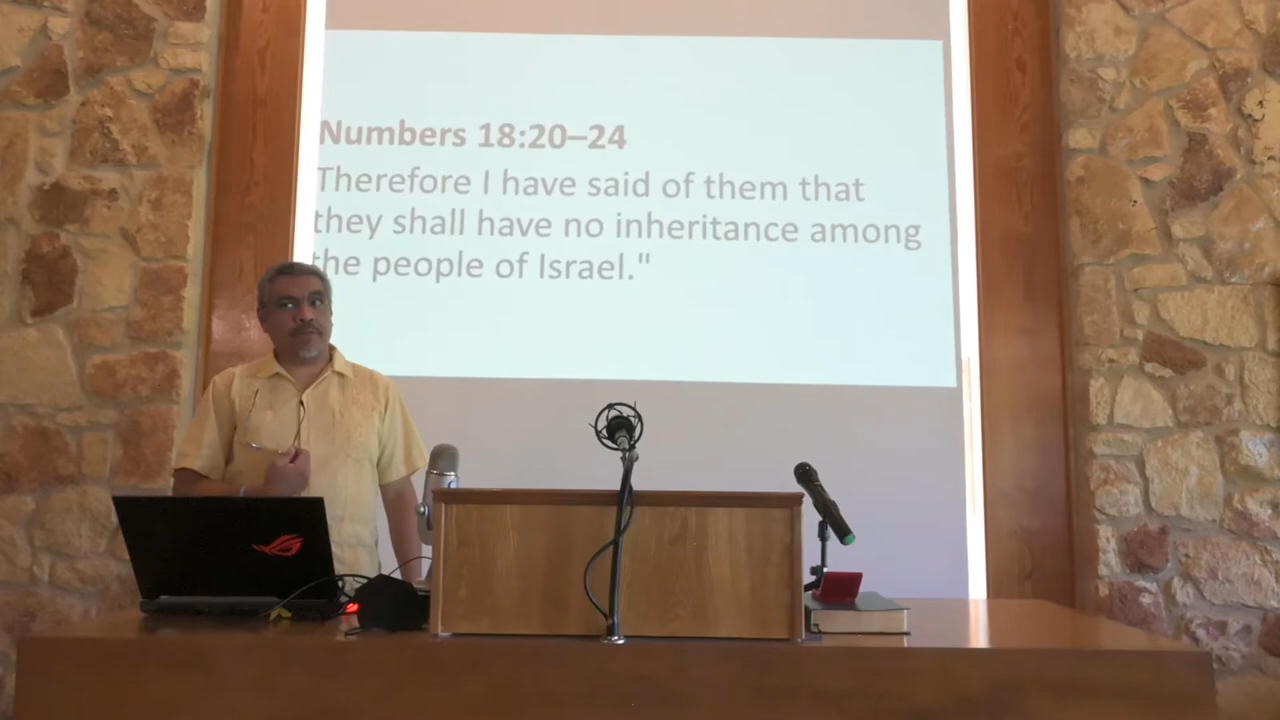 Numbers 18:20–24
Therefore I have said of them that
they shall have no inheritance among
the people of Israel."